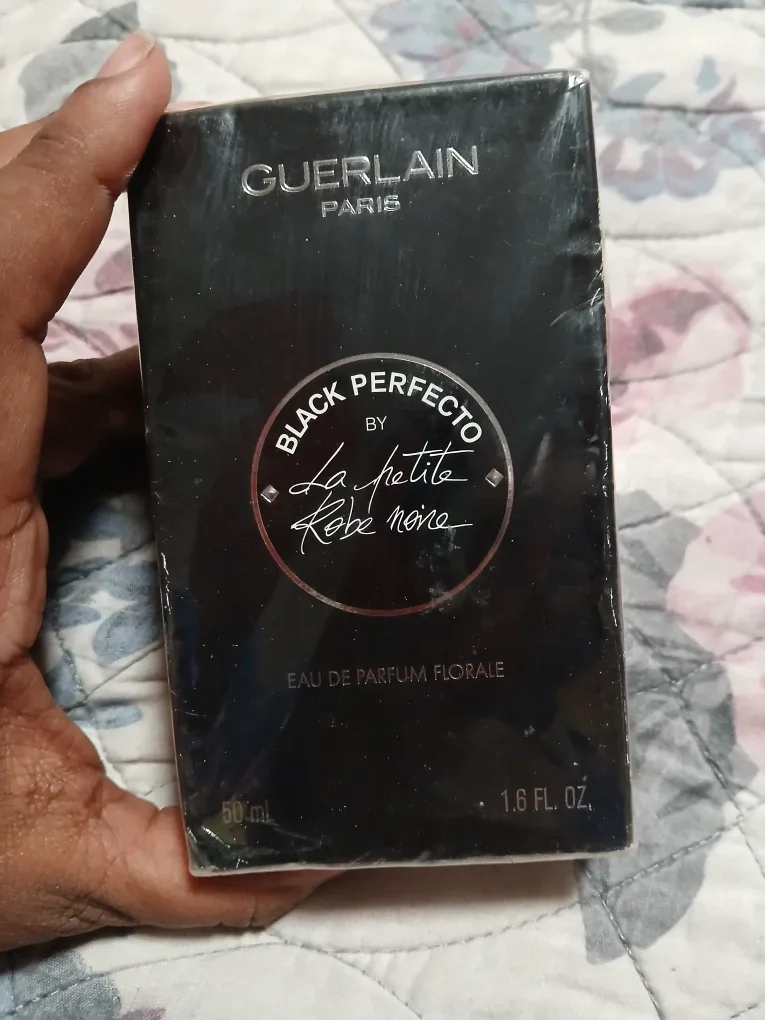 GUERLAIN
PARIS
BLACK PERFECTO
BY
La petite
Robe noire
EAU DE PARFUM FLORALE
50 mL 1.6 FL. OZ.